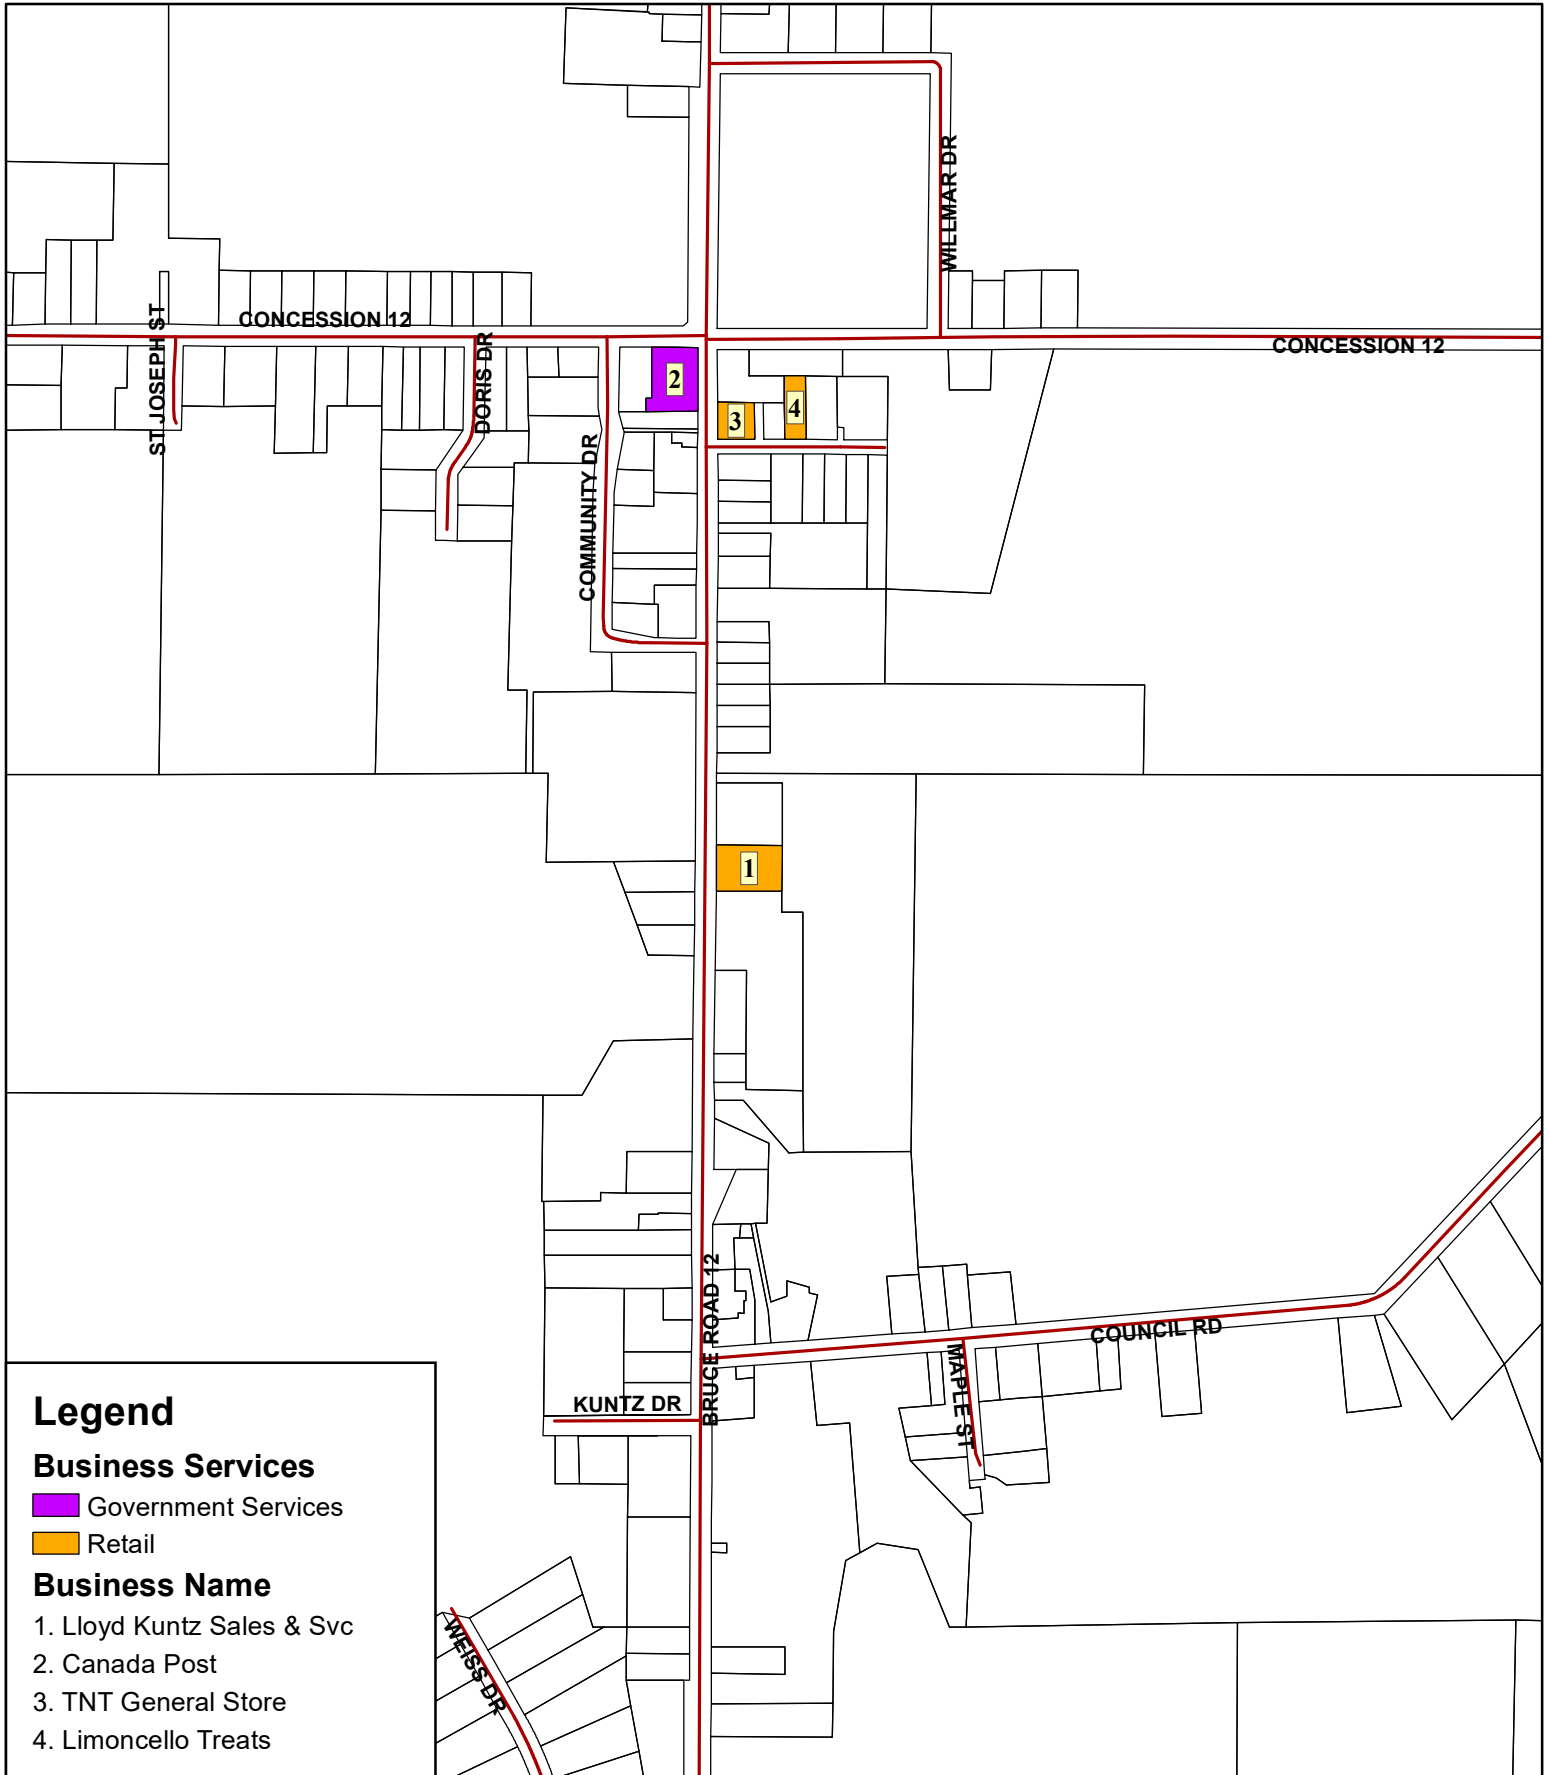 WILLMAR DR
CONCESSION 12
ST JOSEPH ST
DORIS DR
CONCESSION 12
2
3
4
COMMUNITY DR
1
BRUCE ROAD 12
COUNCIL RD
MAPLE ST
KUNTZ DR
WEISS DR
Legend
Business Services
Government Services
Retail
Business Name
1. Lloyd Kuntz Sales & Svc
2. Canada Post
3. TNT General Store
4. Limoncello Treats